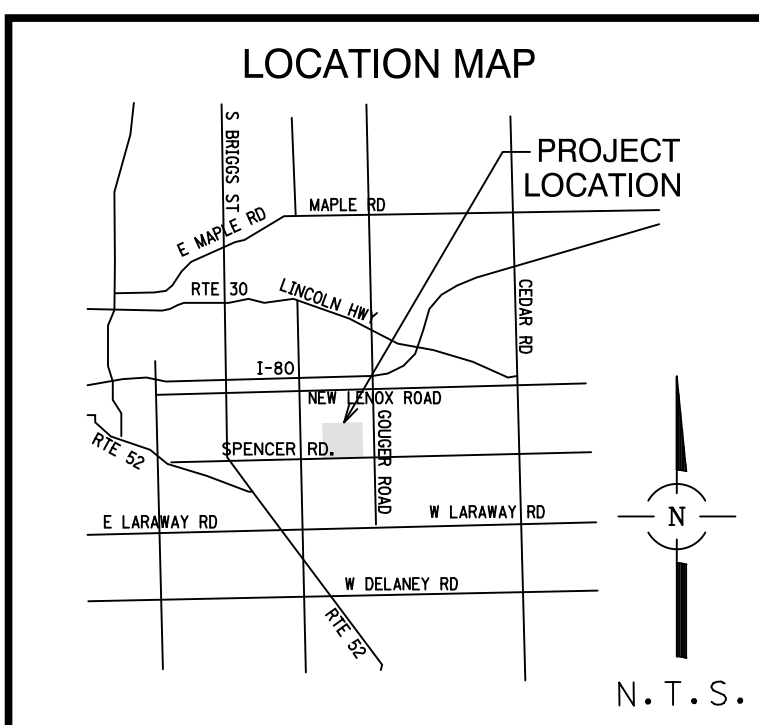 LOCATION MAP
S BRIGGS ST
PROJECT
LOCATION
MAPLE RD
E MAPLE RD
RTE 30
LINCOLN HWY
CEDAR RD
I-80
NEW LENOX ROAD
GOUGER ROAD
RTE 52
SPENCER RD.
E LARAWAY RD
W LARAWAY RD
N
W DELANEY RD
RTE 52
N.T.S.